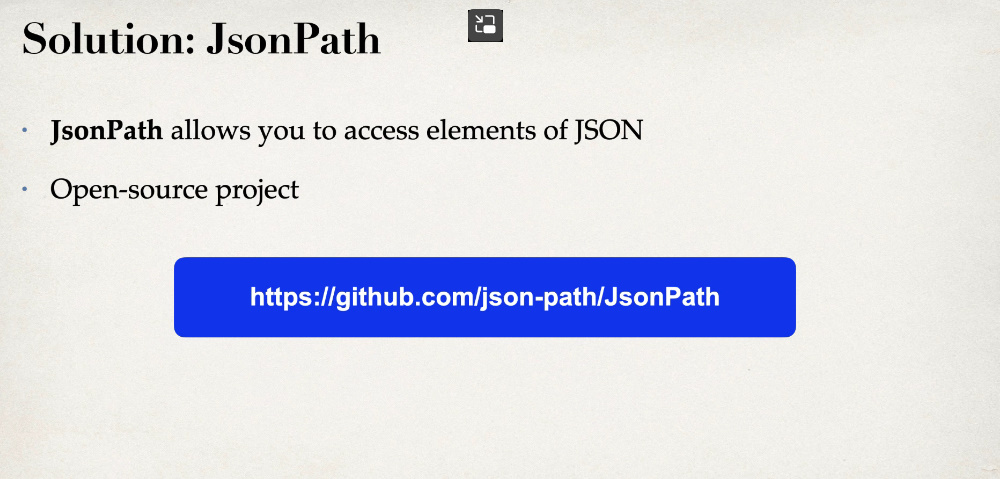 Solution: JsonPath
• JsonPath allows you to access elements of JSON
• Open-source project
https://github.com/json-path/JsonPath